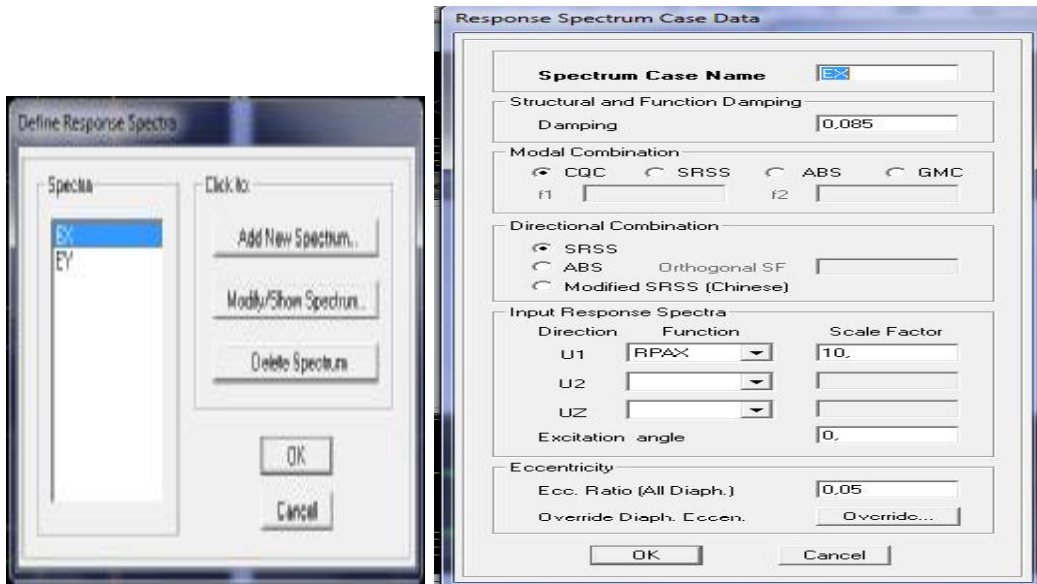 Define Response Spectra
Spectra
Click to:
EX
EY
Add New Spectrum...
Modify/Show Spectrum...
Delete Spectrum
OK
Cancel
Response Spectrum Case Data
Spectrum Case Name EX
Structural and Function Damping
Damping 0,085
Modal Combination
CQC SRSS ABS GMC
f1 f2
Directional Combination
SRSS
ABS Orthogonal SF
Modified SRSS (Chinese)
Input Response Spectra
Direction Function Scale Factor
U1 RPAX 10,
U2
UZ
Excitation angle 0,
Eccentricity
Ecc. Ratio (All Diaph.) 0,05
Override Diaph. Eccen. Override...
OK Cancel